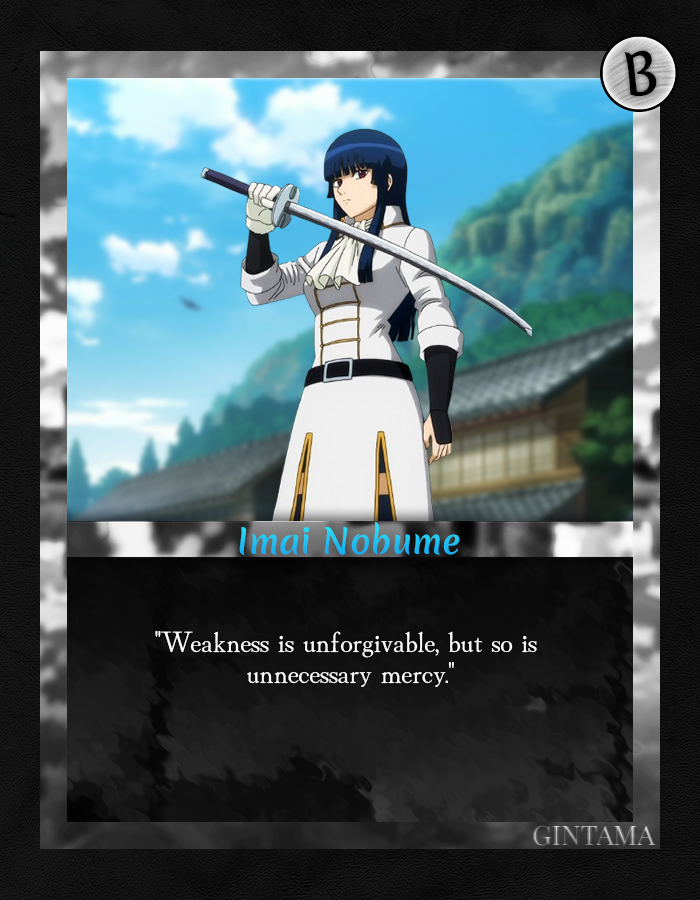 B
Imai Nobume
"Weakness is unforgivable, but so is
unnecessary mercy."
GINTAMA